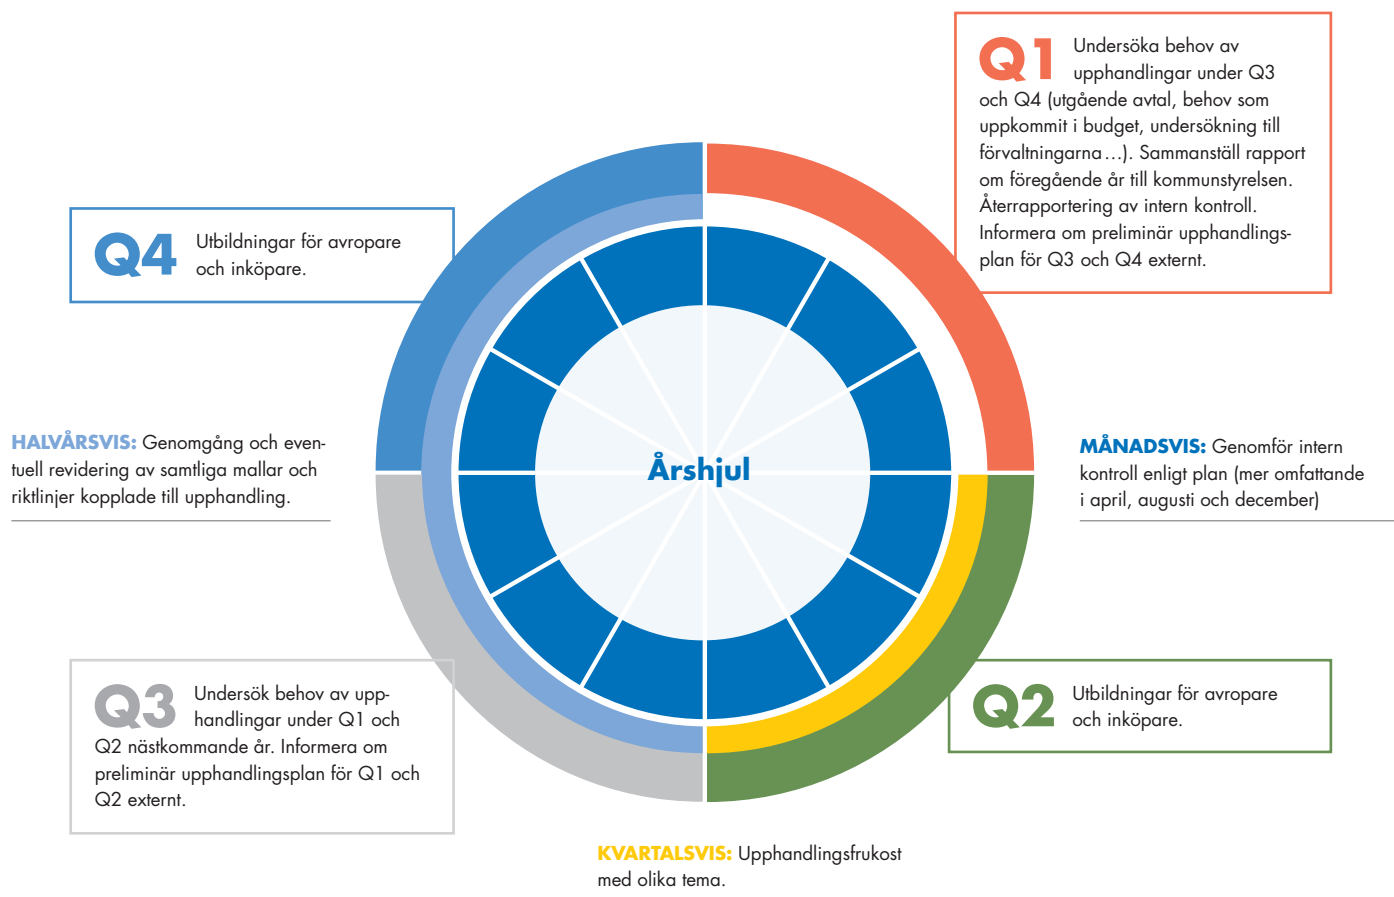 Q1 Undersöka behov av
upphandlingar under Q3
och Q4 (utgående avtal, behov som
uppkommit i budget, undersökning till
förvaltningarna…). Sammanställ rapport
om föregående år till kommunstyrelsen.
Återrapportering av intern kontroll.
Informera om preliminär upphandlings-
plan för Q3 och Q4 externt.
Q4 Utbildningar för avropare
och inköpare.
HALVÅRSVIS: Genomgång och even-
tuell revidering av samtliga mallar och
riktlinjer kopplade till upphandling.
Årshjul
MÅNADSVIS: Genomför intern
kontroll enligt plan (mer omfattande
i april, augusti och december)
Q3 Undersök behov av upp-
handlingar under Q1 och
Q2 nästkommande år. Informera om
preliminär upphandlingsplan för Q1 och
Q2 externt.
Q2 Utbildningar för avropare
och inköpare.
KVARTALSVIS: Upphandlingsfrukost
med olika tema.